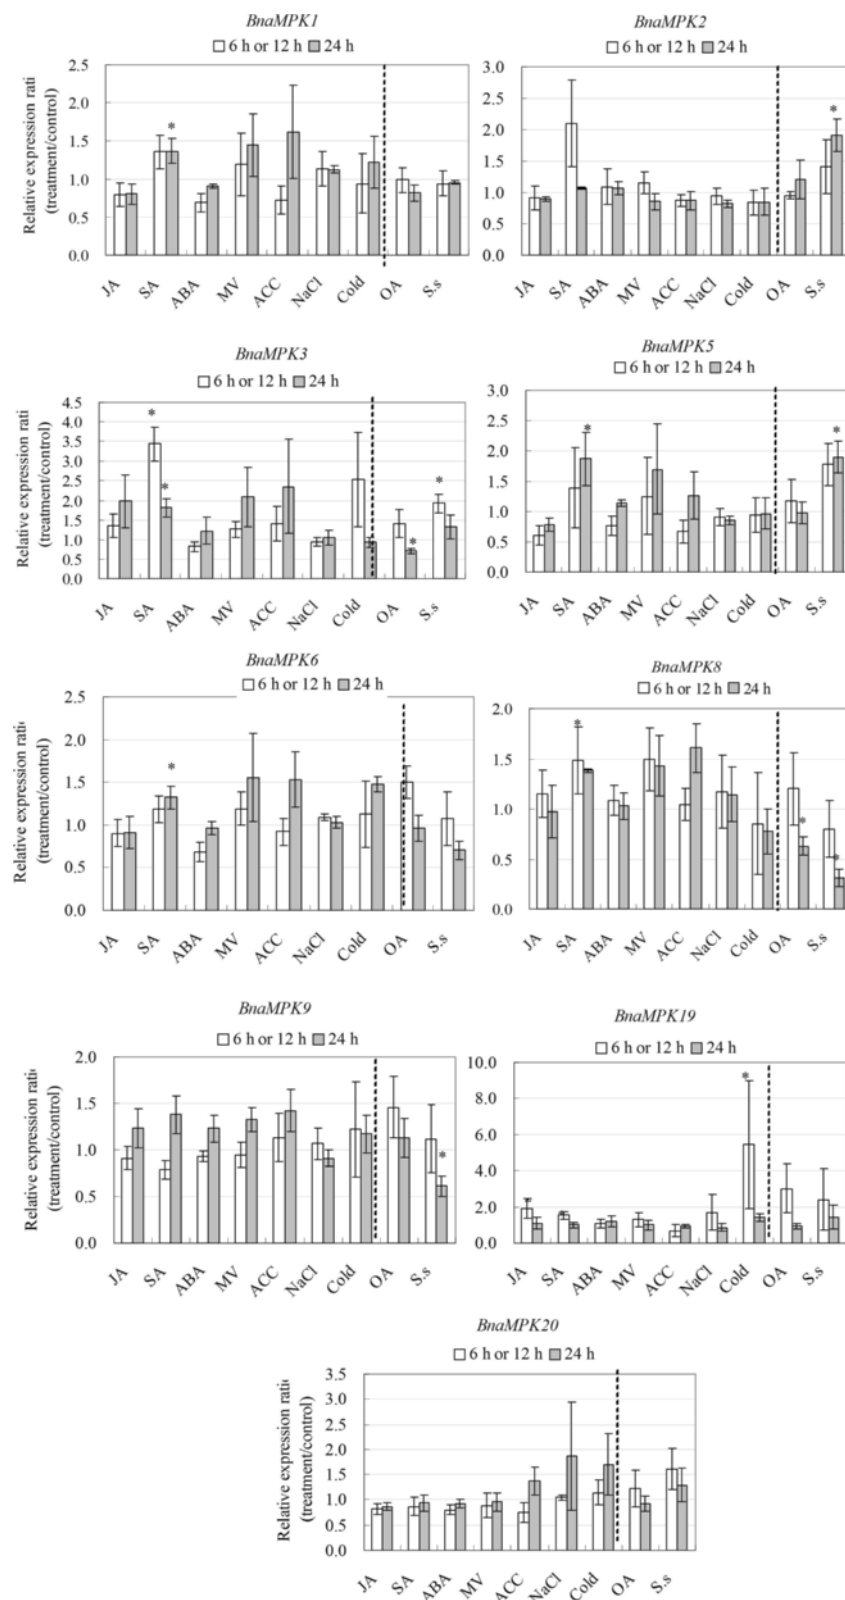 BnaMPK1
6 h or 12 h 24 h
Relative expression rati
(treatment/control)
2.5
2.0
1.5
1.0
0.5
0.0
*
JA SA ABA MV ACC NaCl Cold OA S.s
BnaMPK2
6 h or 12 h 24 h
3.0
2.5
2.0
1.5
1.0
0.5
0.0
*
JA SA ABA MV ACC NaCl Cold OA S.s
BnaMPK3
6 h or 12 h 24 h
Relative expression rati
(treatment/control)
4.5
4.0
3.5
3.0
2.5
2.0
1.5
1.0
0.5
0.0
* * * *
JA SA ABA MV ACC NaCl Cold OA S.s
BnaMPK5
6 h or 12 h 24 h
3.0
2.5
2.0
1.5
1.0
0.5
0.0
* *
JA SA ABA MV ACC NaCl Cold OA S.s
BnaMPK6
6 h or 12 h 24 h
Relative expression rati
(treatment/control)
2.5
2.0
1.5
1.0
0.5
0.0
*
JA SA ABA MV ACC NaCl Cold OA S.s
BnaMPK8
6 h or 12 h 24 h
2.0
1.5
1.0
0.5
0.0
* * *
JA SA ABA MV ACC NaCl Cold OA S.s
BnaMPK9
6 h or 12 h 24 h
Relative expression rati
(treatment/control)
2.0
1.5
1.0
0.5
0.0
*
JA SA ABA MV ACC NaCl Cold OA S.s
BnaMPK19
6 h or 12 h 24 h
10.0
8.0
6.0
4.0
2.0
0.0
* *
JA SA ABA MV ACC NaCl Cold OA S.s
BnaMPK20
6 h or 12 h 24 h
Relative expression rati
(treatment/control)
3.5
3.0
2.5
2.0
1.5
1.0
0.5
0.0
JA SA ABA MV ACC NaCl Cold OA S.s